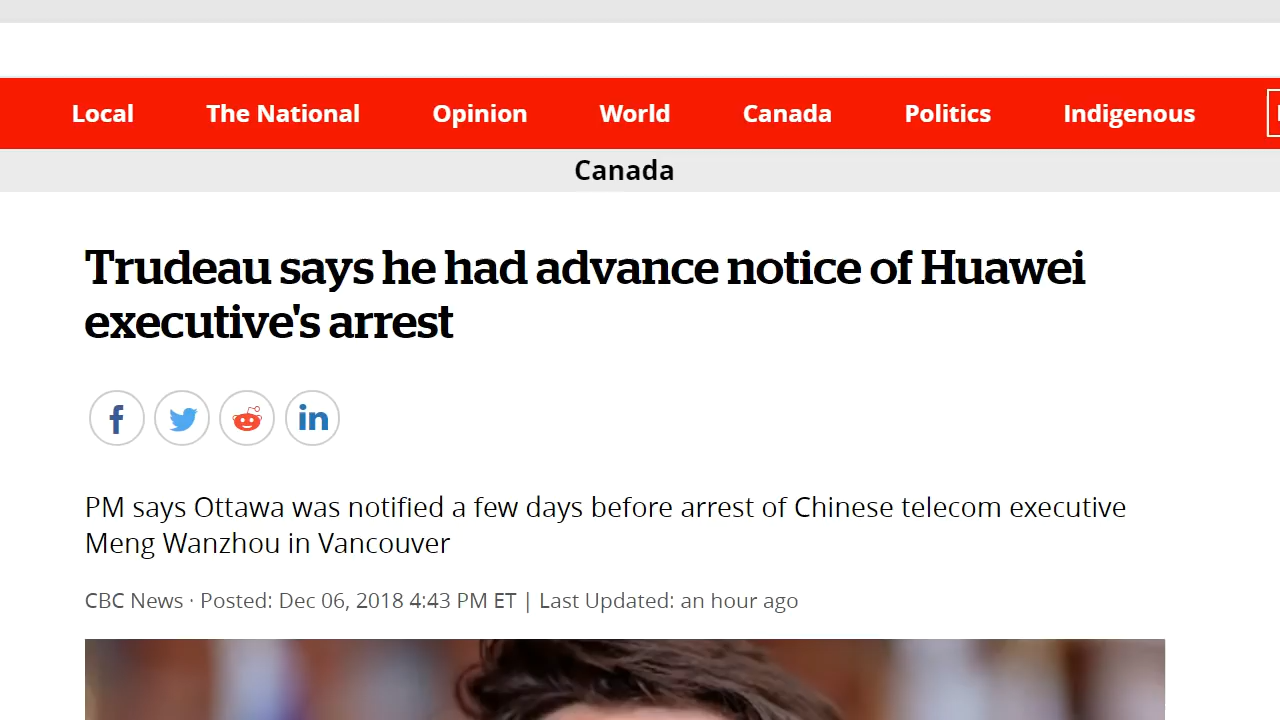 Local The National Opinion World Canada Politics Indigenous
Canada
Trudeau says he had advance notice of Huawei
executive's arrest
PM says Ottawa was notified a few days before arrest of Chinese telecom executive
Meng Wanzhou in Vancouver
CBC News · Posted: Dec 06, 2018 4:43 PM ET | Last Updated: an hour ago